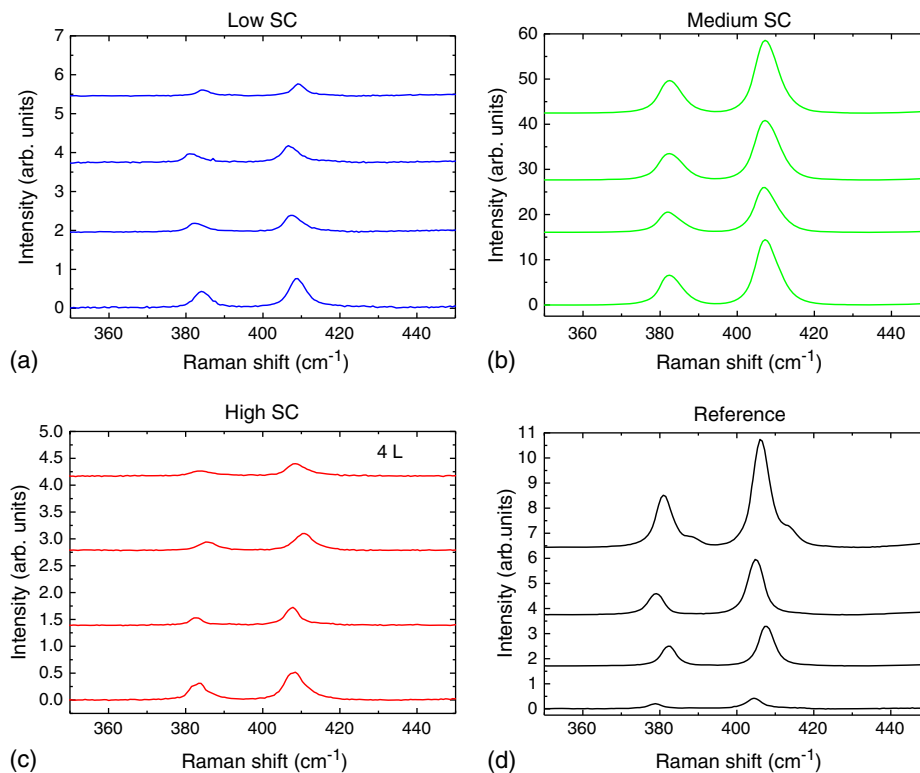 Low SC
7
6
5
4
3
2
1
0
Intensity (arb. units)
360 380 400 420 440
Raman shift (cm-1)
(a)
Medium SC
60
50
40
30
20
10
0
Intensity (arb. units)
360 380 400 420 440
Raman shift (cm-1)
(b)
High SC
4 L
5.0
4.5
4.0
3.5
3.0
2.5
2.0
1.5
1.0
0.5
0.0
Intensity (arb. units)
360 380 400 420 440
Raman shift (cm-1)
(c)
Reference
11
10
9
8
7
6
5
4
3
2
1
0
Intensity (arb.units)
360 380 400 420 440
Raman shift (cm-1)
(d)